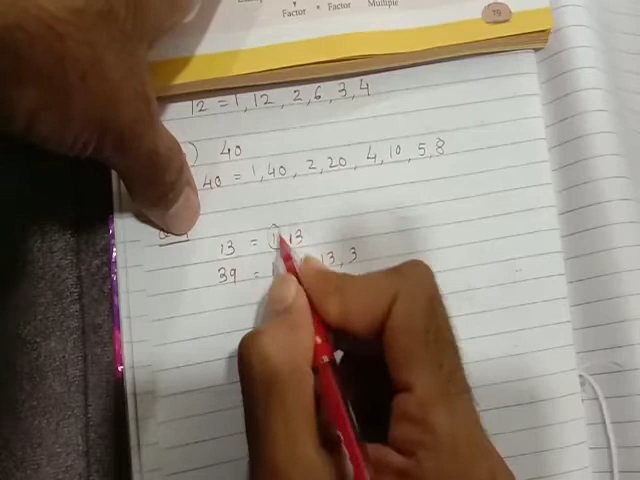 Factor × Factor Multiple
79
12 = 1, 12, 2, 6, 3, 4
) 40
40 = 1, 40, 2, 20, 4, 10, 5, 8
13 = 1, 13
39 = 13, 3